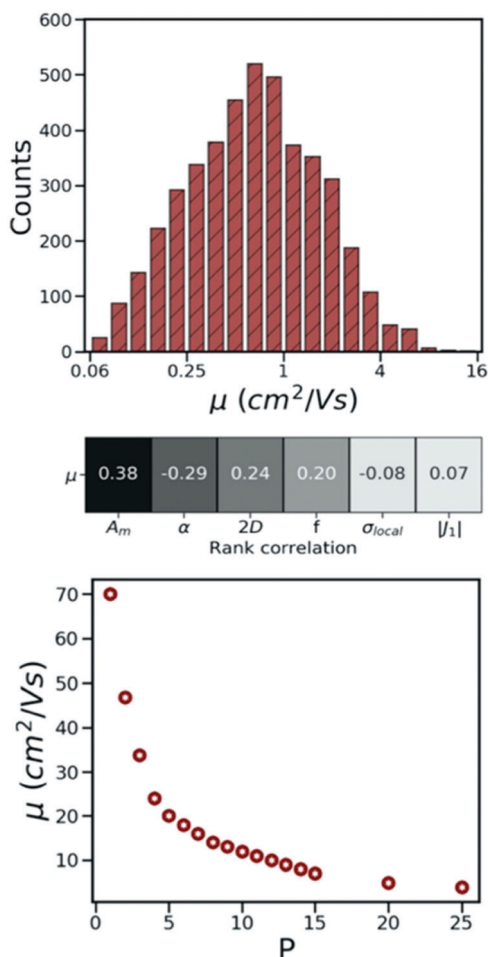 600
500
400
300
200
100
0
Counts
0.06 0.25 1 4 16
μ (cm²/Vs)
μ 0.38 -0.29 0.24 0.20 -0.08 0.07
A_m α 2D f σ_local |J₁|
Rank correlation
70
60
50
40
30
20
10
μ (cm²/Vs)
0 5 10 15 20 25
P